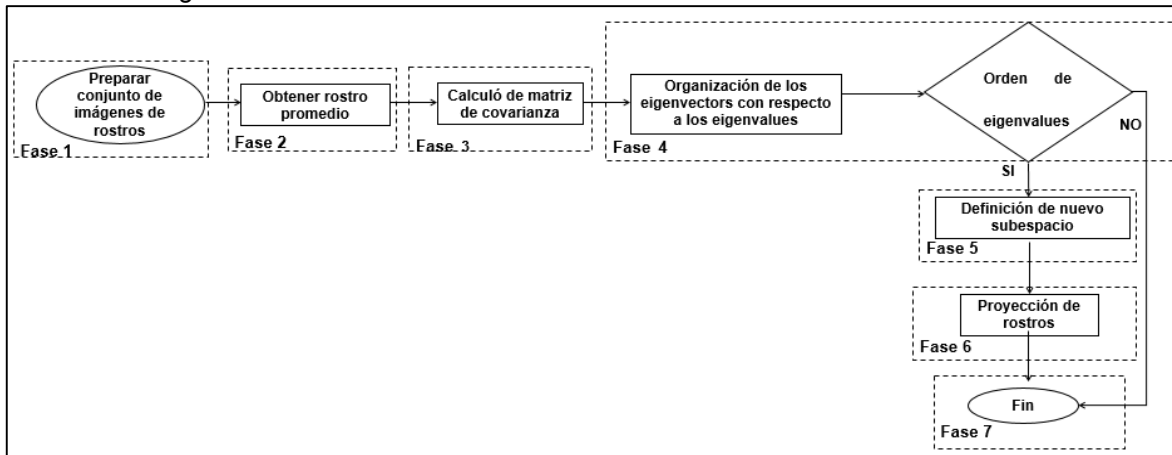 Preparar
conjunto de
imágenes de
rostros
Fase 1
Obtener rostro
promedio
Fase 2
Calculó de matriz
de covarianza
Fase 3
Organización de los
eigenvectors con respecto
a los eigenvalues
Fase 4
Orden de
eigenvalues
NO
SI
Definición de nuevo
subespacio
Fase 5
Proyección de
rostros
Fase 6
Fin
Fase 7